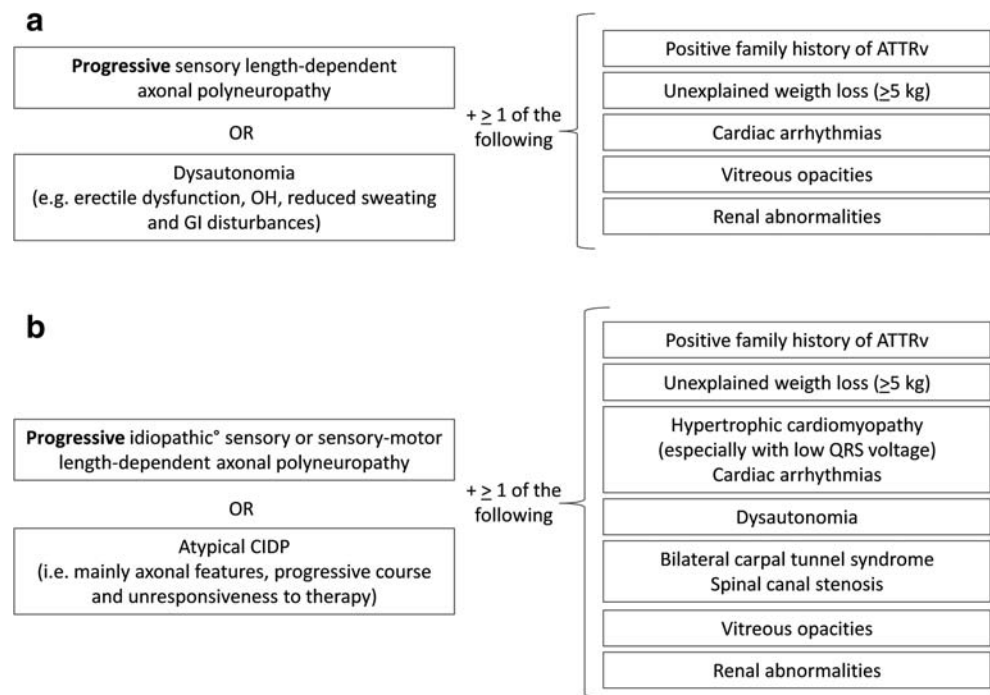 a
Progressive sensory length-dependent
axonal polyneuropathy
OR
Dysautonomia
(e.g. erectile dysfunction, OH, reduced sweating
and GI disturbances)
+ ≥ 1 of the
following
Positive family history of ATTRv
Unexplained weigth loss (≥5 kg)
Cardiac arrhythmias
Vitreous opacities
Renal abnormalities
b
Progressive idiopathic° sensory or sensory-motor
length-dependent axonal polyneuropathy
OR
Atypical CIDP
(i.e. mainly axonal features, progressive course
and unresponsiveness to therapy)
+ ≥ 1 of the
following
Positive family history of ATTRv
Unexplained weigth loss (≥5 kg)
Hypertrophic cardiomyopathy
(especially with low QRS voltage)
Cardiac arrhythmias
Dysautonomia
Bilateral carpal tunnel syndrome
Spinal canal stenosis
Vitreous opacities
Renal abnormalities